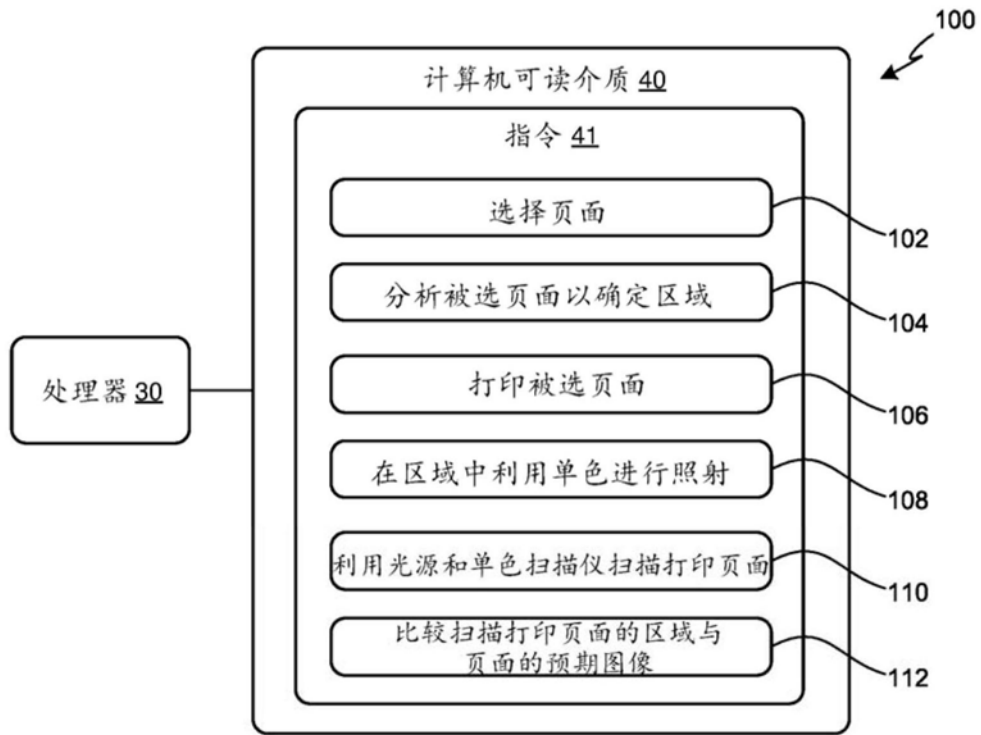 100
计算机可读介质 40
指令 41
选择页面
102
分析被选页面以确定区域
104
处理器 30
打印被选页面
106
在区域中利用单色进行照射
108
利用光源和单色扫描仪扫描打印页面
110
比较扫描打印页面的区域与
页面的预期图像
112